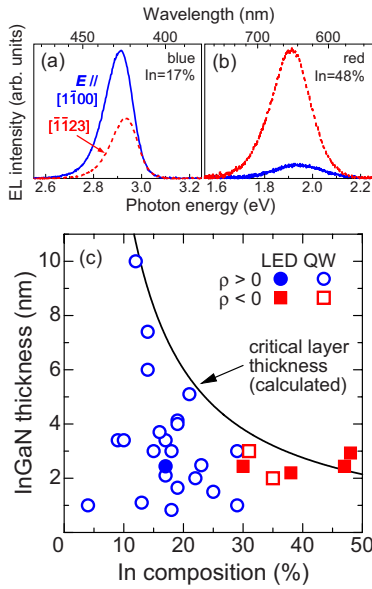 Wavelength (nm)
450 400 700 600
(a) blue
In=17%
E //
[11̅00]
[1̅1̅23]
(b) red
In=48%
EL intensity (arb. units)
2.6 2.8 3.0 3.2 1.6 1.8 2.0 2.2
Photon energy (eV)
(c) LED QW
ρ > 0
ρ < 0
critical layer
thickness
(calculated)
InGaN thickness (nm)
10
8
6
4
2
0 10 20 30 40 50
In composition (%)